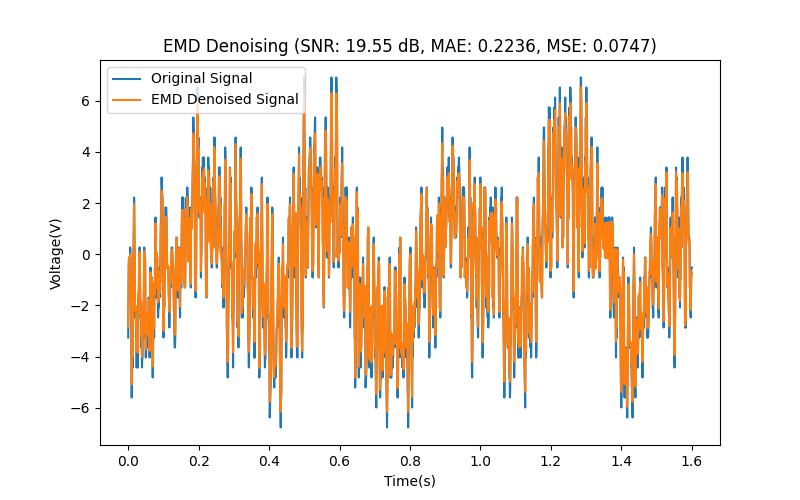 EMD Denoising (SNR: 19.55 dB, MAE: 0.2236, MSE: 0.0747)
Original Signal
EMD Denoised Signal
Voltage(V)
6
4
2
0
−2
−4
−6
0.0 0.2 0.4 0.6 0.8 1.0 1.2 1.4 1.6
Time(s)